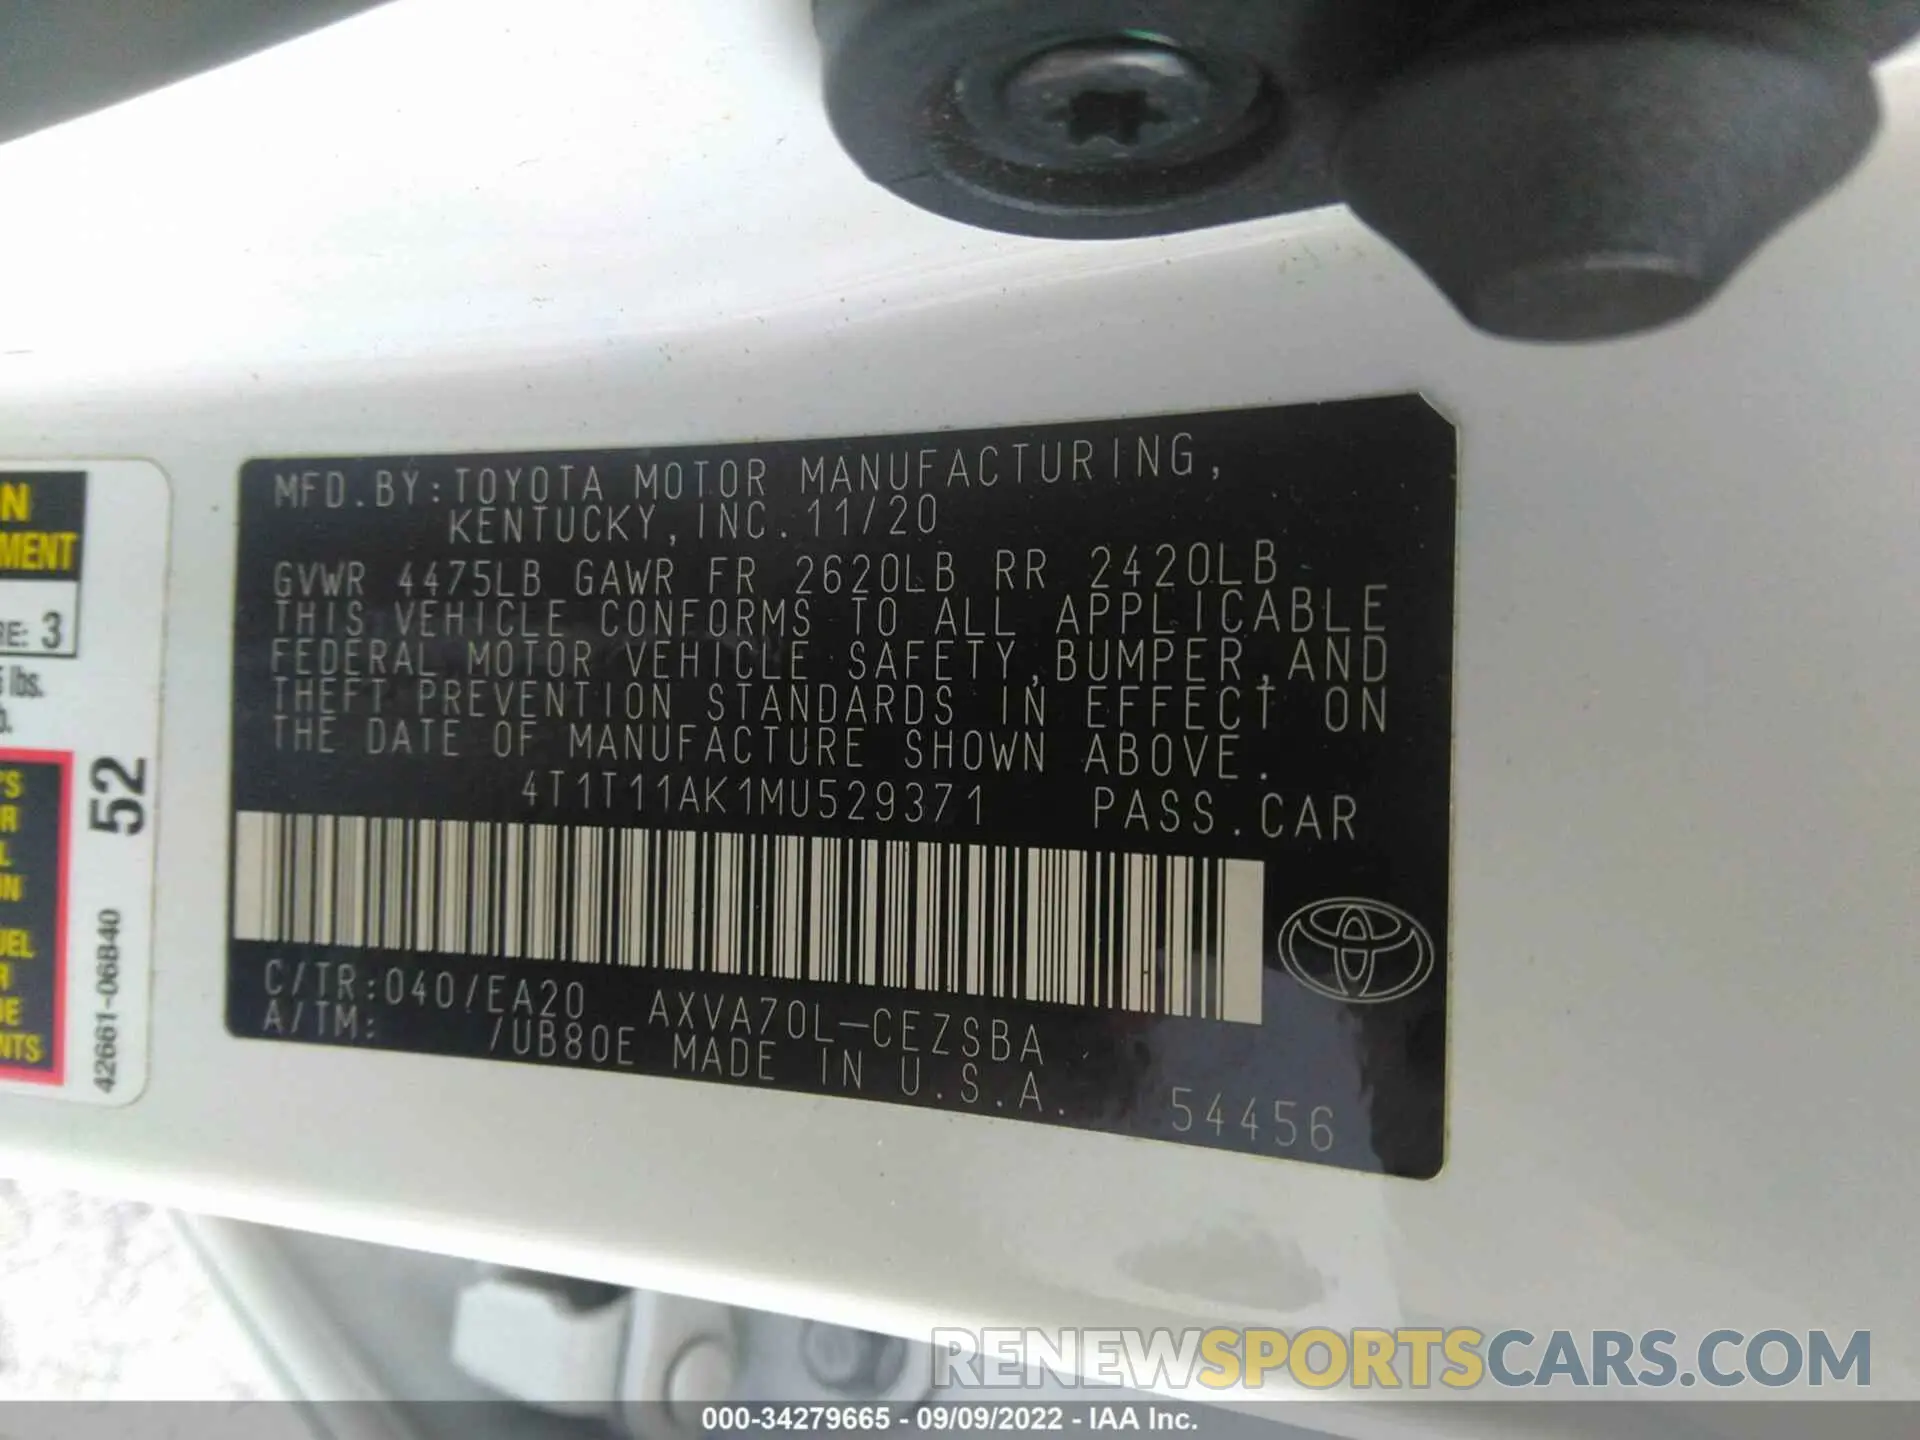 MFD.BY:TOYOTA MOTOR MANUFACTURING,
KENTUCKY, INC. 11/20
GVWR 4475LB GAWR FR 2620LB RR 2420LB
THIS VEHICLE CONFORMS TO ALL APPLICABLE
FEDERAL MOTOR VEHICLE SAFETY,BUMPER,AND
THEFT PREVENTION STANDARDS IN EFFECT ON
THE DATE OF MANUFACTURE SHOWN ABOVE.
4T1T11AK1MU529371 PASS.CAR
C/TR:040/EA20 AXVA70L-CEZSBA
A/TM: /UB80E MADE IN U.S.A.
54456
RE: 3
lbs.
52
42661-06B40
RENEWSPORTSCARS.COM
000-34279665 - 09/09/2022 - IAA Inc.